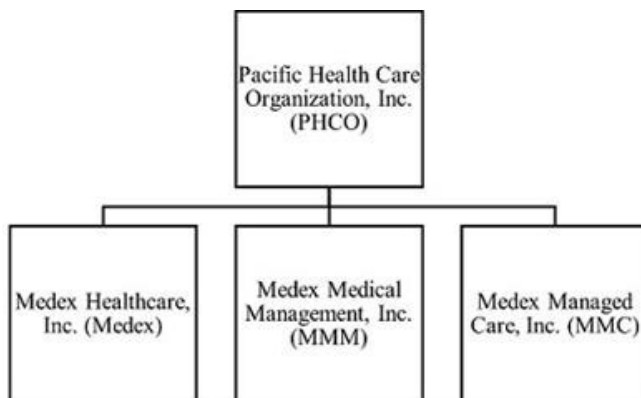 Pacific Health Care
Organization, Inc.
(PHCO)
Medex Healthcare,
Inc. (Medex)
Medex Medical
Management, Inc.
(MMM)
Medex Managed
Care, Inc. (MMC)